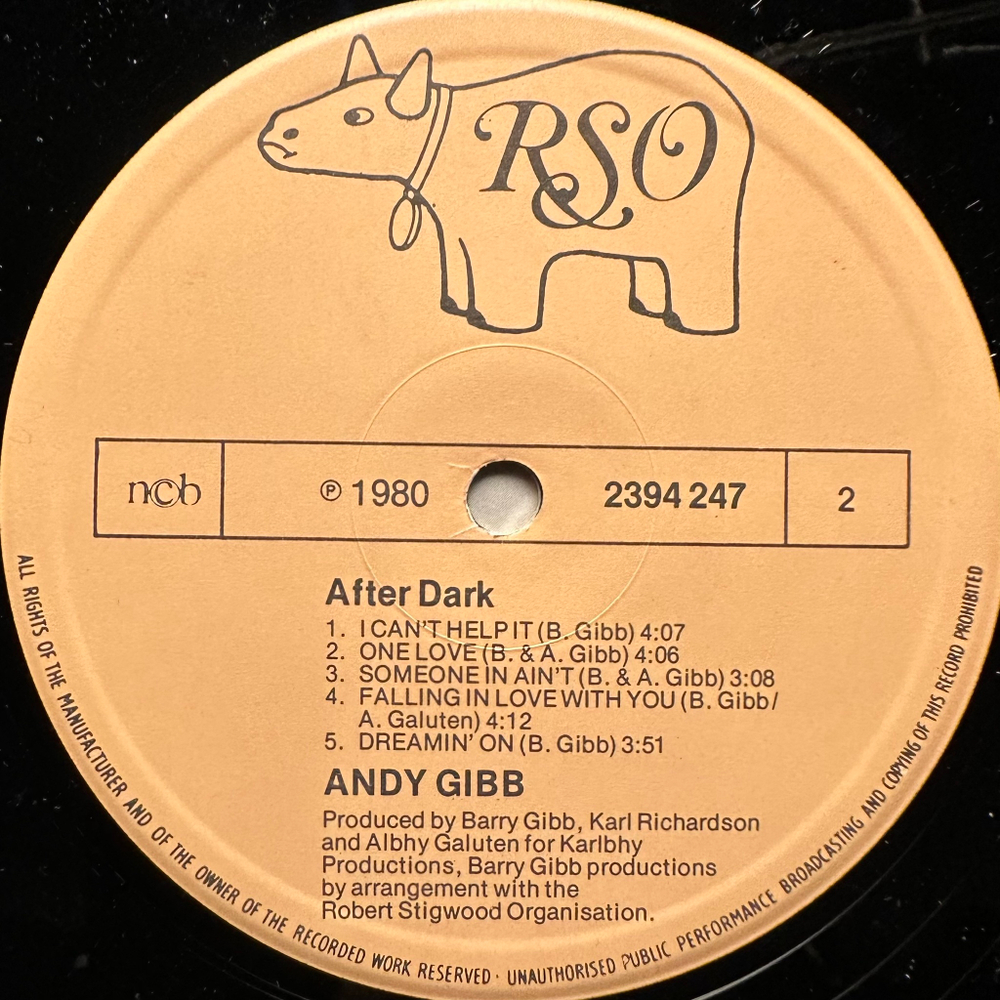 RSO
n©b
℗ 1980
2394 247
2
After Dark
1. I CAN'T HELP IT (B. Gibb) 4:07
2. ONE LOVE (B. & A. Gibb) 4:06
3. SOMEONE IN AIN'T (B. & A. Gibb) 3:08
4. FALLING IN LOVE WITH YOU (B. Gibb/
A. Galuten) 4:12
5. DREAMIN' ON (B. Gibb) 3:51
ANDY GIBB
Produced by Barry Gibb, Karl Richardson
and Albhy Galuten for Karlbhy
Productions, Barry Gibb productions
by arrangement with the
Robert Stigwood Organisation.
ALL RIGHTS OF THE MANUFACTURER AND OF THE OWNER OF THE RECORDED WORK RESERVED · UNAUTHORISED PUBLIC PERFORMANCE BROADCASTING AND COPYING OF THIS RECORD PROHIBITED